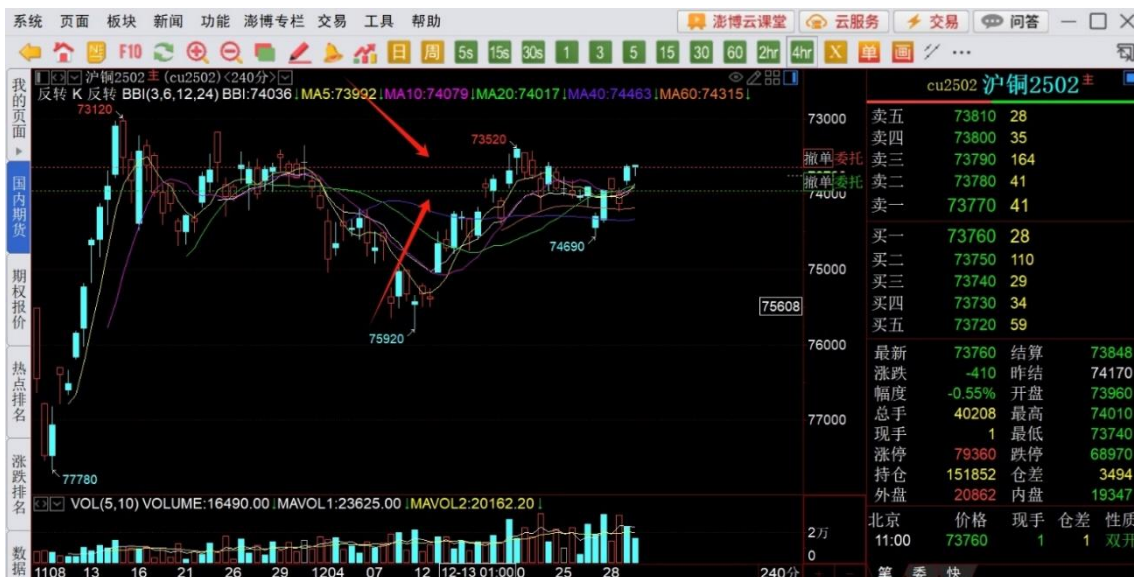 系统 页面 板块 新闻 功能 澎博专栏 交易 工具 帮助
澎博云课堂 云服务 交易 问答
F10 日 周 5s 15s 30s 1 3 5 15 30 60 2hr 4hr X 单 画
我的页面
国内期货
期权报价
热点排名
涨跌排名
数据
沪铜2502主 (cu2502)<240分>
反转 K 反转 BBI(3,6,12,24) BBI:74036↓MA5:73992↓MA10:74079↓MA20:74017↓MA40:74463↓MA60:74315↓
73120
73520
74690
75920
77780
73000
撤单委托
撤单委托
74000
75000
75608
76000
77000
VOL(5,10) VOLUME:16490.00↓MAVOL1:23625.00↓MAVOL2:20162.20↓
2万
0
1108 13 16 21 26 29 1204 07 12 12-13 01:00 25 28 240分
cu2502 沪铜2502主
卖五 73810 28
卖四 73800 35
卖三 73790 164
卖二 73780 41
卖一 73770 41
买一 73760 28
买二 73750 110
买三 73740 29
买四 73730 34
买五 73720 59
最新 73760 结算 73848
涨跌 -410 昨结 74170
幅度 -0.55% 开盘 73960
总手 40208 最高 74010
现手 1 最低 73740
涨停 79360 跌停 68970
持仓 151852 仓差 3494
外盘 20862 内盘 19347
北京 价格 现手 仓差 性质
11:00 73760 1 1 双开
笔 委 快